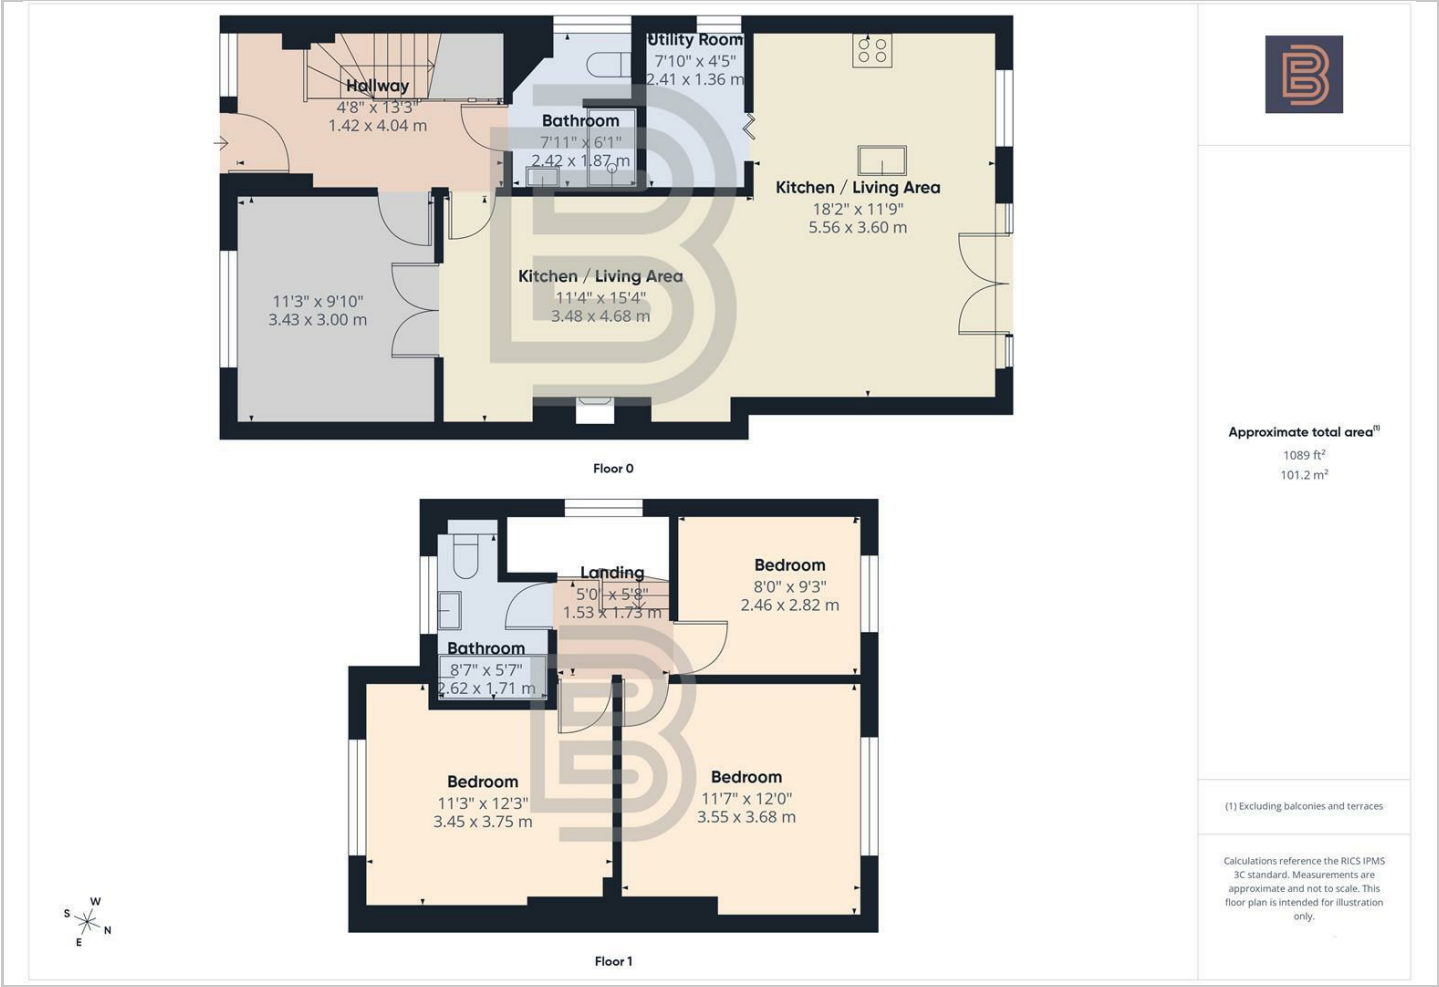 Hallway
4'8" x 13'3"
1.42 x 4.04 m
Bathroom
7'11" x 6'1"
2.42 x 1.87 m
Utility Room
7'10" x 4'5"
2.41 x 1.36 m
Kitchen / Living Area
18'2" x 11'9"
5.56 x 3.60 m
Kitchen / Living Area
11'4" x 15'4"
3.48 x 4.68 m
11'3" x 9'10"
3.43 x 3.00 m
Floor 0
Landing
5'0" x 5'8"
1.53 x 1.73 m
Bedroom
8'0" x 9'3"
2.46 x 2.82 m
Bathroom
8'7" x 5'7"
2.62 x 1.71 m
Bedroom
11'3" x 12'3"
3.45 x 3.75 m
Bedroom
11'7" x 12'0"
3.55 x 3.68 m
Floor 1
W
S
N
E
B
Approximate total area(1)
1089 ft²
101.2 m²
(1) Excluding balconies and terraces
Calculations reference the RICS IPMS
3C standard. Measurements are
approximate and not to scale. This
floor plan is intended for illustration
only.